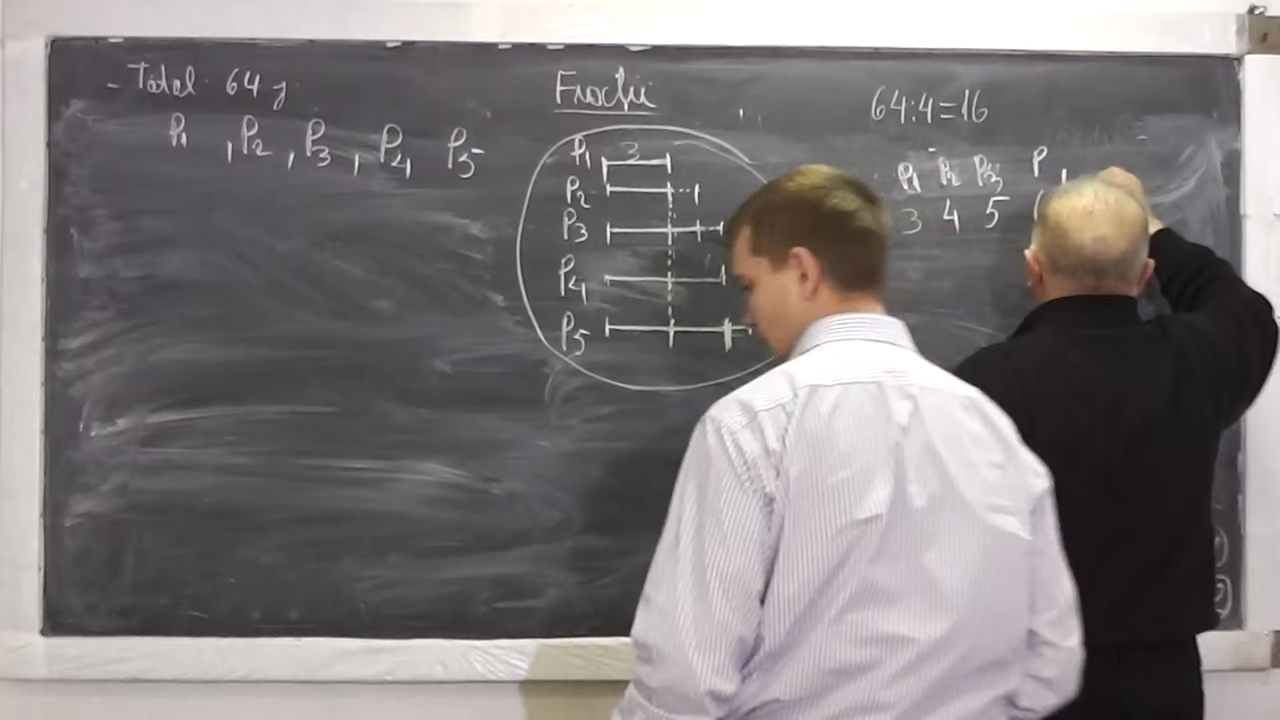 - Total 64 j
P1 , P2 , P3 , P4, P5
P1 3
P2
P3
P4
P5
64:4=16
P1 P2 P3 P
3 4 5